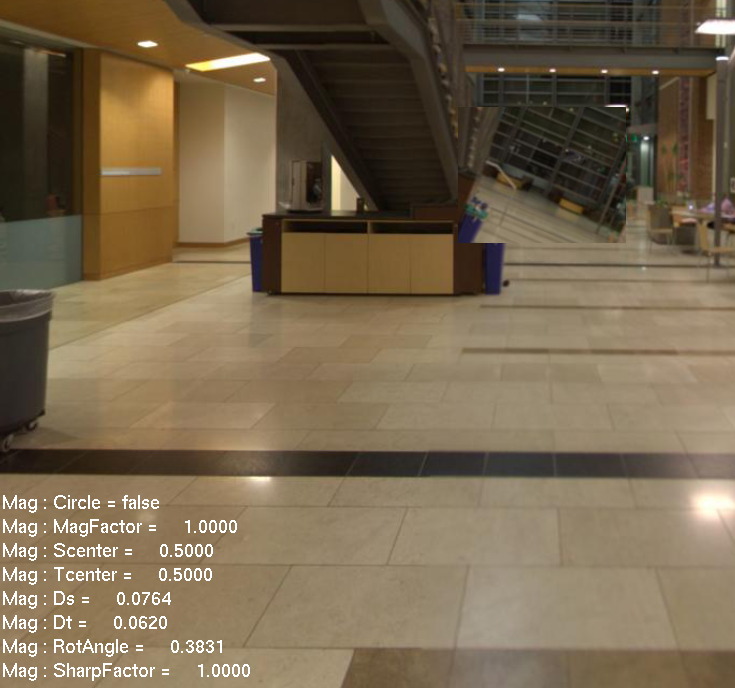 Mag : Circle = false
Mag : MagFactor = 1.0000
Mag : Scenter = 0.5000
Mag : Tcenter = 0.5000
Mag : Ds = 0.0764
Mag : Dt = 0.0620
Mag : RotAngle = 0.3831
Mag : SharpFactor = 1.0000